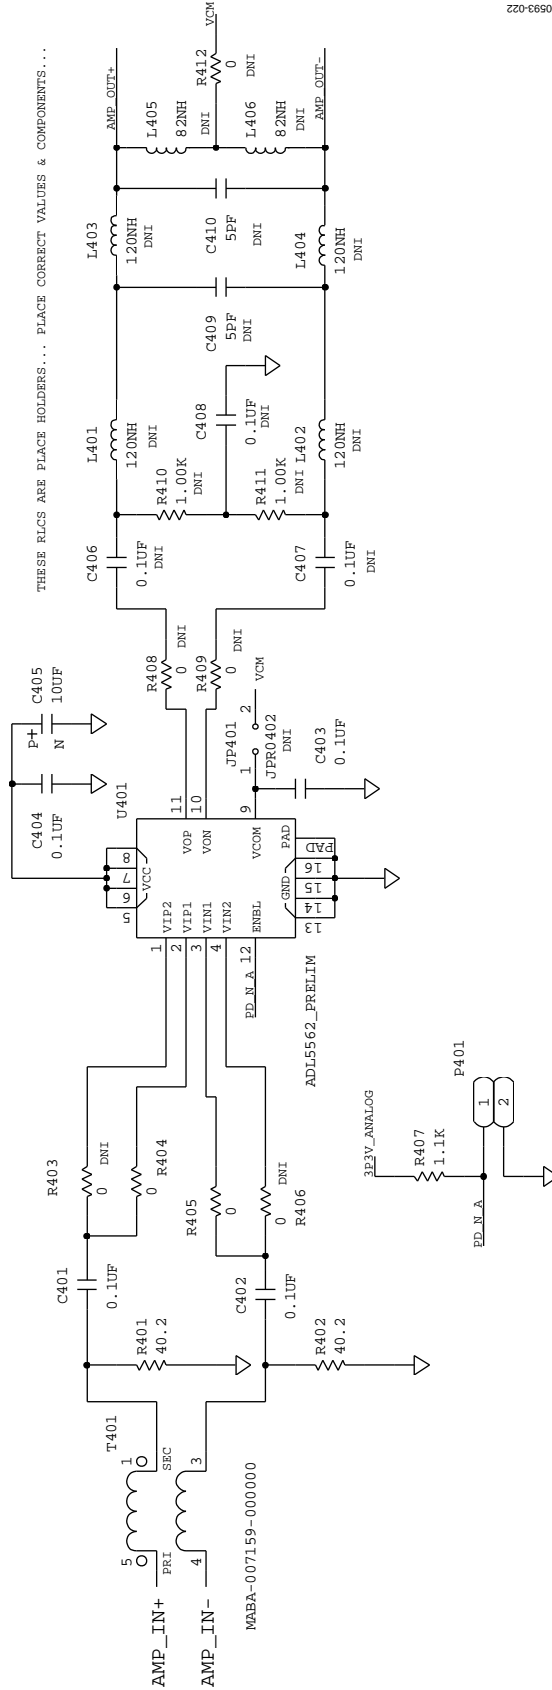 THESE RLCS ARE PLACE HOLDERS... PLACE CORRECT VALUES & COMPONENTS...
AMP_IN+
AMP_IN-
5
PRI
4
T401
1
SEC
3
MABA-007159-000000
R401
40.2
R402
40.2
C401
0.1UF
C402
0.1UF
R403
0
DNI
R404
0
R405
0
R406
0
DNI
1
VIP2
2
VIP1
3
VIN1
4
VIN2
12
ENBL
PD_N_A
5
6
7
8
VCC
U401
ADL5562_PRELIM
13
14
15
16
PAD
GND
PAD
VOP
11
VON
10
VCOM
9
C404
0.1UF
C405
10UF
P+
N
JP401
1
2
JPR0402
DNI
VCM
C403
0.1UF
R408
0
DNI
R409
0
DNI
C406
0.1UF
DNI
C407
0.1UF
DNI
R410
1.00K
DNI
R411
1.00K
DNI
C408
0.1UF
DNI
L401
120NH
DNI
L402
120NH
DNI
C409
5PF
DNI
L403
120NH
DNI
L404
120NH
DNI
C410
5PF
DNI
L405
82NH
DNI
L406
82NH
DNI
R412
0
DNI
VCM
AMP_OUT+
AMP_OUT-
3P3V_ANALOG
R407
1.1K
PD_N_A
P401
1
2
0593-022